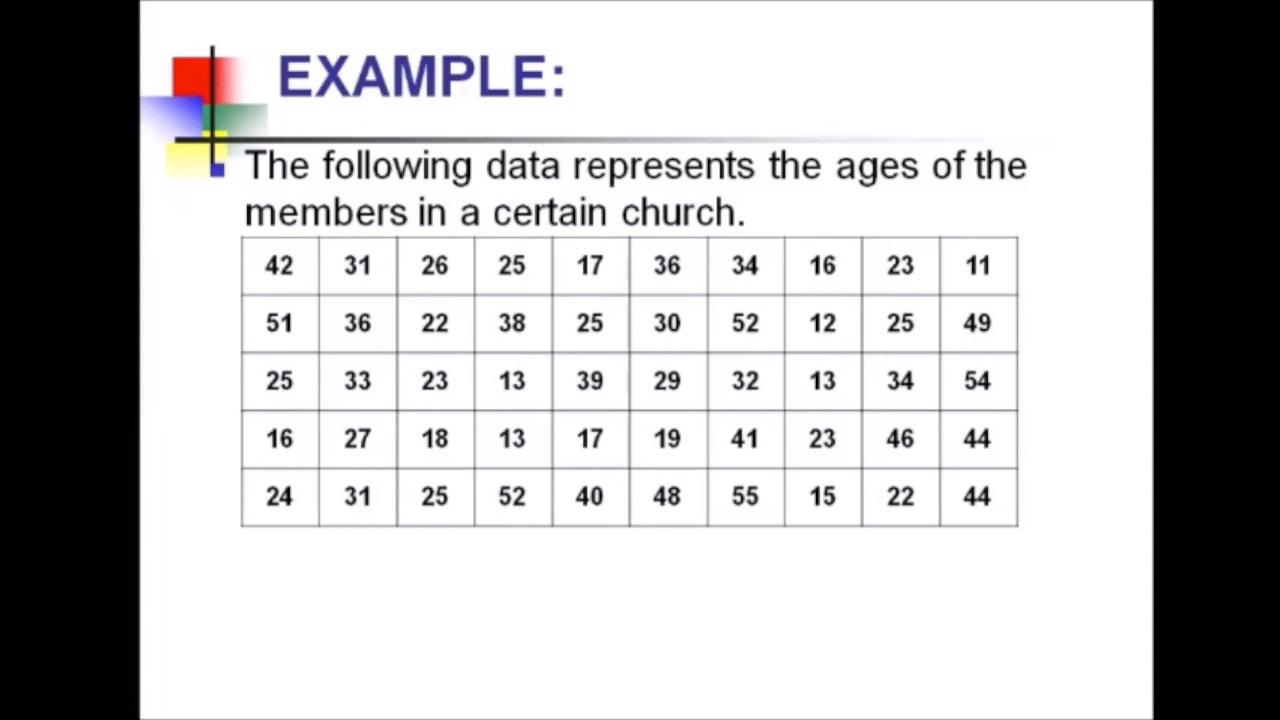 EXAMPLE:
The following data represents the ages of the
members in a certain church.
42 31 26 25 17 36 34 16 23 11
51 36 22 38 25 30 52 12 25 49
25 33 23 13 39 29 32 13 34 54
16 27 18 13 17 19 41 23 46 44
24 31 25 52 40 48 55 15 22 44